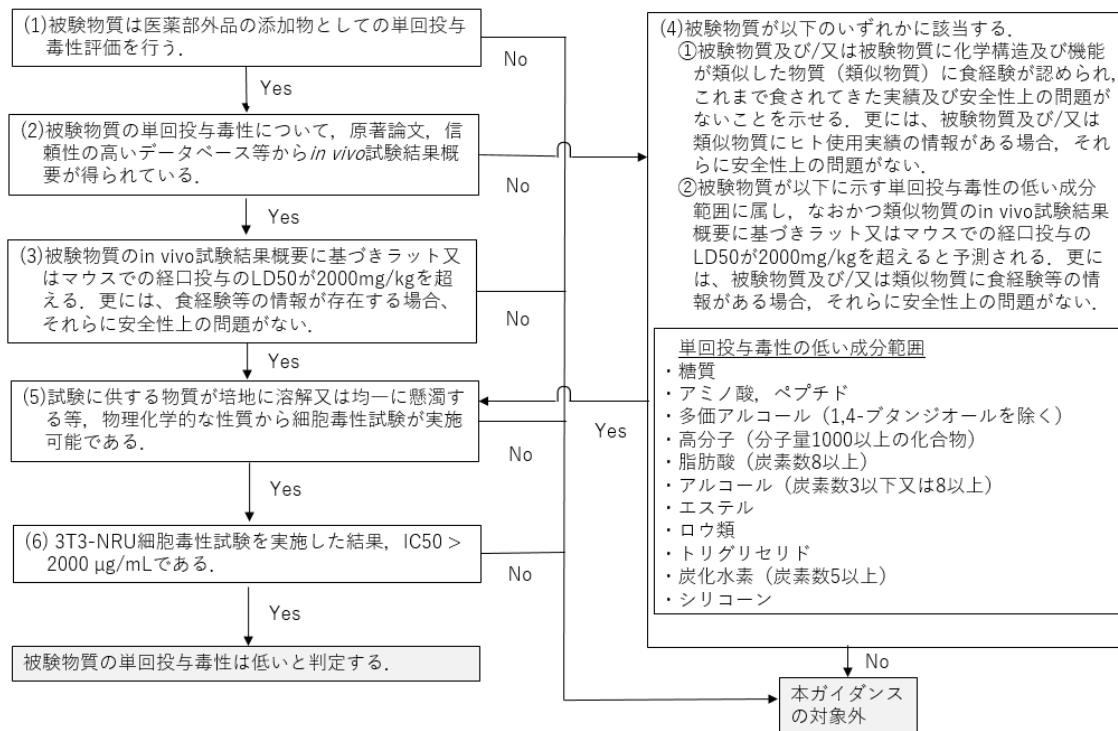 (1)被験物質は医薬部外品の添加物としての単回投与
毒性評価を行う．
No
Yes
(2)被験物質の単回投与毒性について，原著論文，信
頼性の高いデータベース等からin vivo試験結果概
要が得られている．
No
Yes
(3)被験物質のin vivo試験結果概要に基づきラット又
はマウスでの経口投与のLD50が2000mg/kgを超
える．更には、食経験等の情報が存在する場合、
それらに安全性上の問題がない．
No
Yes
(5)試験に供する物質が培地に溶解又は均一に懸濁す
る等，物理化学的な性質から細胞毒性試験が実施
可能である．
No
Yes
(6) 3T3-NRU細胞毒性試験を実施した結果，IC50 >
2000 μg/mLである．
No
Yes
被験物質の単回投与毒性は低いと判定する．
(4)被験物質が以下のいずれかに該当する．
①被験物質及び/又は被験物質に化学構造及び機能
が類似した物質（類似物質）に食経験が認められ，
これまで食されてきた実績及び安全性上の問題が
ないことを示せる．更には、被験物質及び/又は
類似物質にヒト使用実績の情報がある場合，それ
らに安全性上の問題がない．
②被験物質が以下に示す単回投与毒性の低い成分
範囲に属し，なおかつ類似物質のin vivo試験結果
概要に基づきラット又はマウスでの経口投与の
LD50が2000mg/kgを超えると予測される．更に
は、被験物質及び/又は類似物質に食経験等の情
報がある場合，それらに安全性上の問題がない．
単回投与毒性の低い成分範囲
・糖質
・アミノ酸，ペプチド
・多価アルコール（1,4-ブタンジオールを除く）
・高分子（分子量1000以上の化合物）
・脂肪酸（炭素数8以上）
・アルコール（炭素数3以下又は8以上）
・エステル
・ロウ類
・トリグリセリド
・炭化水素（炭素数5以上）
・シリコーン
Yes
No
本ガイダンス
の対象外